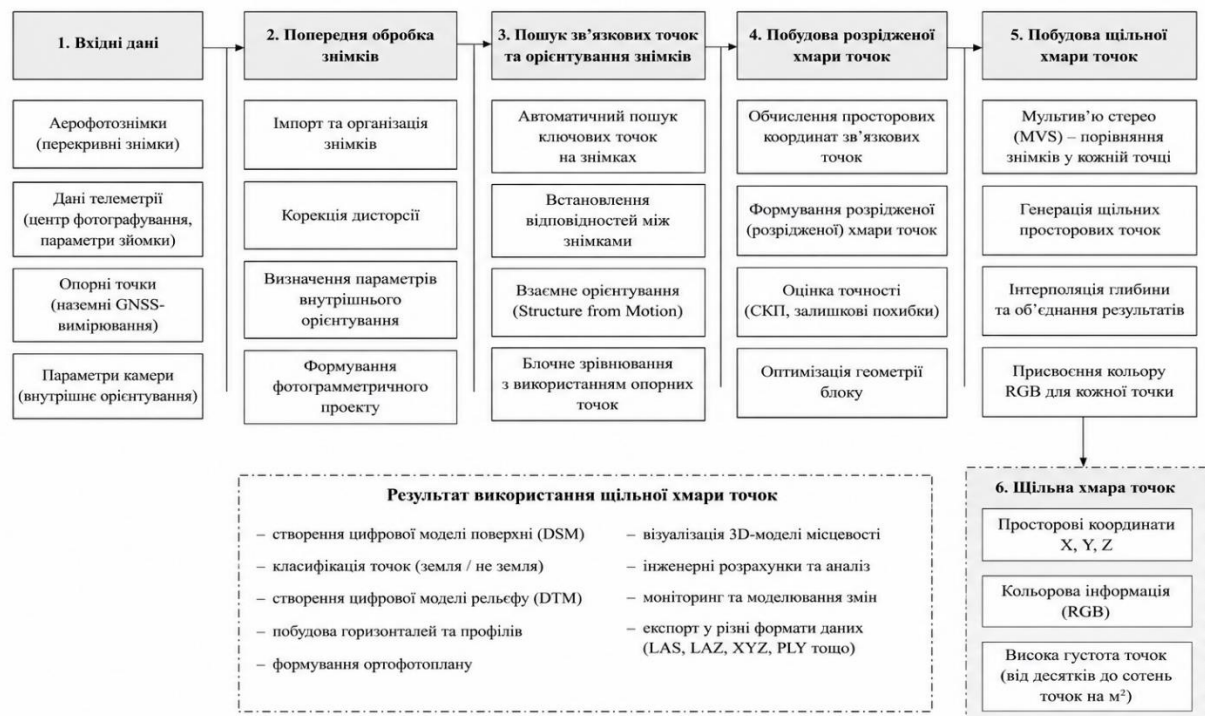 1. Вхідні дані
Аерофотознімки
(перекривні знімки)
Дані телеметрії
(центр фотографування,
параметри зйомки)
Опорні точки
(наземні GNSS-
вимірювання)
Параметри камери
(внутрішнє орієнтування)
2. Попередня обробка
знімків
Імпорт та організація
знімків
Корекція дисторсії
Визначення параметрів
внутрішнього
орієнтування
Формування
фотограмметричного
проекту
3. Пошук зв’язкових точок
та орієнтування знімків
Автоматичний пошук
ключових точок
на знімках
Встановлення
відповідностей між
знімками
Взаємне орієнтування
(Structure from Motion)
Блочне зрівнювання
з використанням опорних
точок
4. Побудова розрідженої
хмари точок
Обчислення просторових
координат зв’язкових
точок
Формування розрідженої
(розрідженої) хмари точок
Оцінка точності
(СКП, залишкові похибки)
Оптимізація геометрії
блоку
5. Побудова щільної
хмари точок
Мультив’ю стерео
(MVS) – порівняння
знімків у кожній точці
Генерація щільних
просторових точок
Інтерполяція глибини
та об’єднання результатів
Присвоєння кольору
RGB для кожної точки
6. Щільна хмара точок
Просторові координати
X, Y, Z
Кольорова інформація
(RGB)
Висока густота точок
(від десятків до сотень
точок на м²)
Результат використання щільної хмари точок
– створення цифрової моделі поверхні (DSM)
– класифікація точок (земля / не земля)
– створення цифрової моделі рельєфу (DTM)
– побудова горизонталей та профілів
– формування ортофотоплану
– візуалізація 3D-моделі місцевості
– інженерні розрахунки та аналіз
– моніторинг та моделювання змін
– експорт у різні формати даних
(LAS, LAZ, XYZ, PLY тощо)